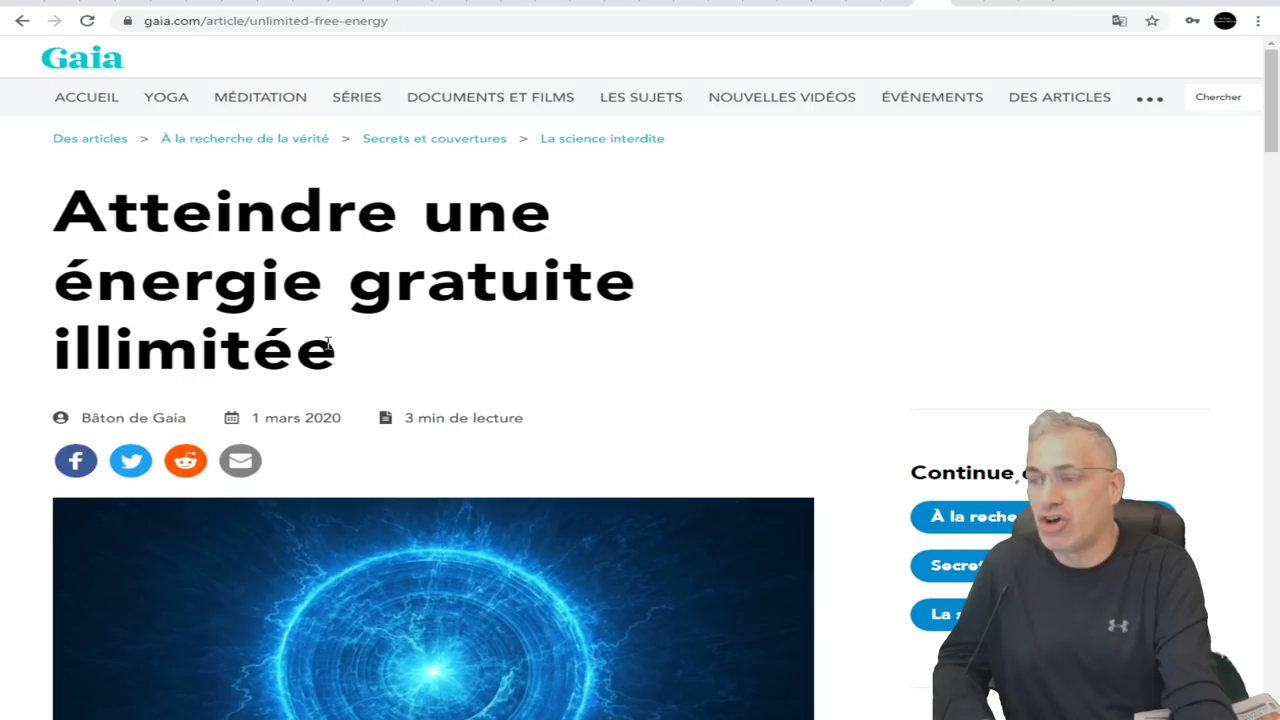 gaia.com/article/unlimited-free-energy
Gaia
ACCUEIL YOGA MÉDITATION SÉRIES DOCUMENTS ET FILMS LES SUJETS NOUVELLES VIDÉOS ÉVÉNEMENTS DES ARTICLES ••• Chercher
Des articles > À la recherche de la vérité > Secrets et couvertures > La science interdite
Atteindre une
énergie gratuite
illimitée
Bâton de Gaia 1 mars 2020 3 min de lecture
Continue
À la reche
Secre
La